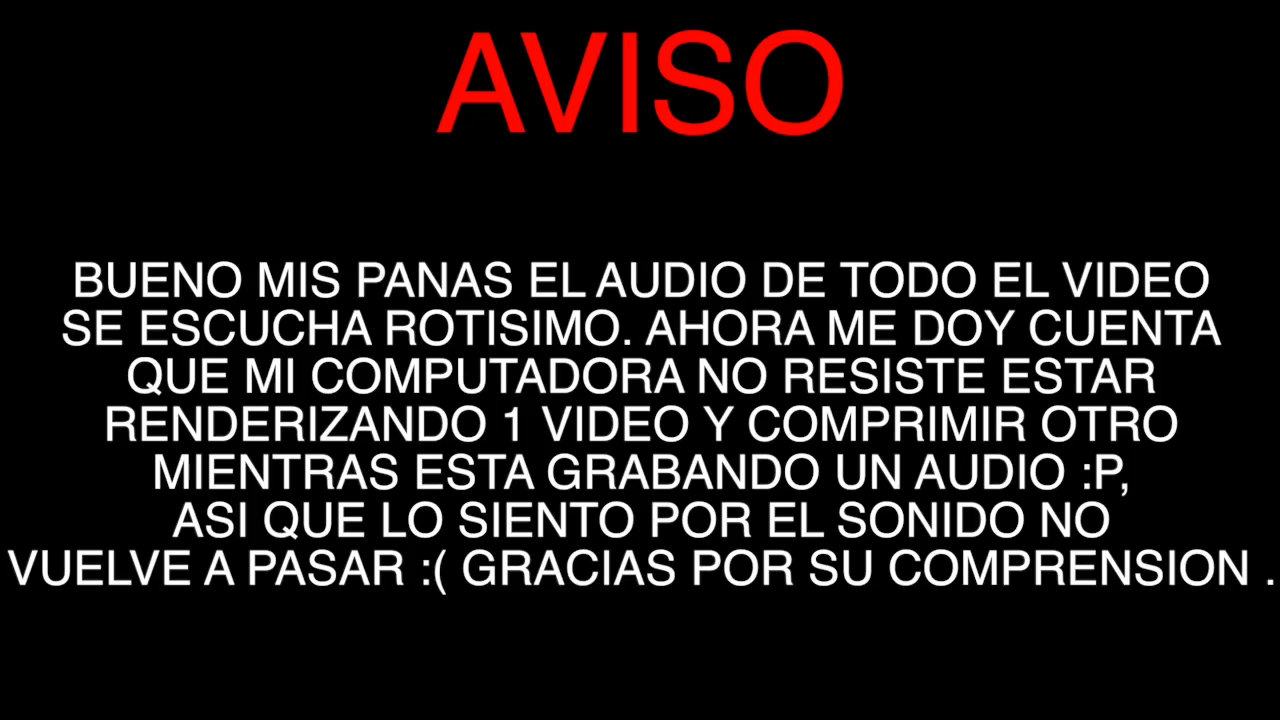 AVISO
BUENO MIS PANAS EL AUDIO DE TODO EL VIDEO
SE ESCUCHA ROTISIMO. AHORA ME DOY CUENTA
QUE MI COMPUTADORA NO RESISTE ESTAR
RENDERIZANDO 1 VIDEO Y COMPRIMIR OTRO
MIENTRAS ESTA GRABANDO UN AUDIO :P,
ASI QUE LO SIENTO POR EL SONIDO NO
VUELVE A PASAR :( GRACIAS POR SU COMPRENSION .